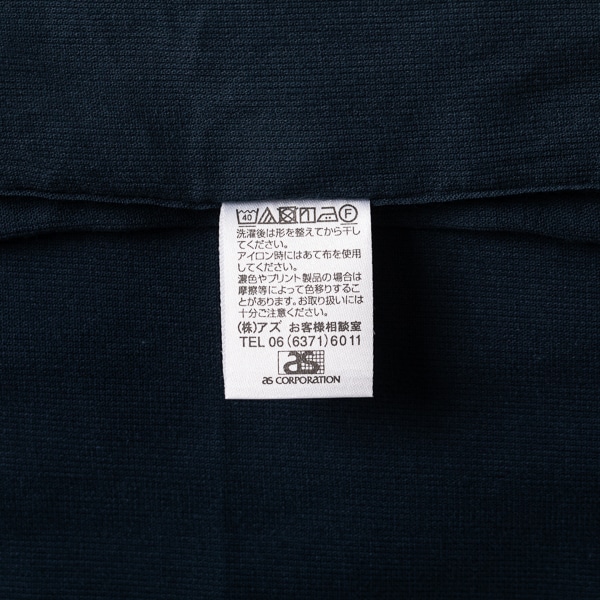 40 F
洗濯後は形を整えてから干し
てください。
アイロン時にはあて布を使用
してください。
濃色やプリント製品の場合は
摩擦等によって色移りするこ
とがあります。お取り扱いには
十分ご注意ください。
(株)アズ お客様相談室
TEL 06(6371)6011
as
as CORPORATION